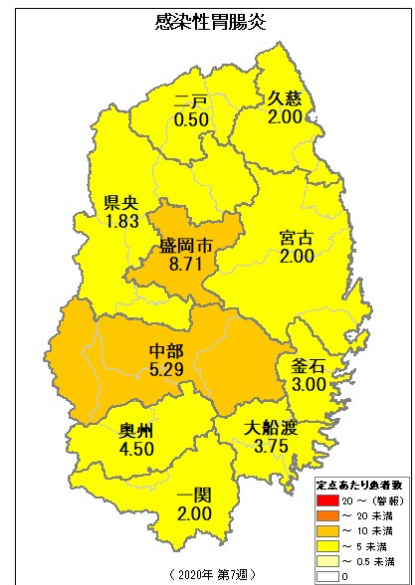 感染性胃腸炎
二戸
0.50
久慈
2.00
県央
1.83
盛岡市
8.71
宮古
2.00
中部
5.29
釜石
3.00
奥州
4.50
大船渡
3.75
一関
2.00
定点あたり患者数
20 ~ (警報)
~ 20 未満
~ 10 未満
~ 5 未満
~ 0.5 未満
0
(2020年 第7週)